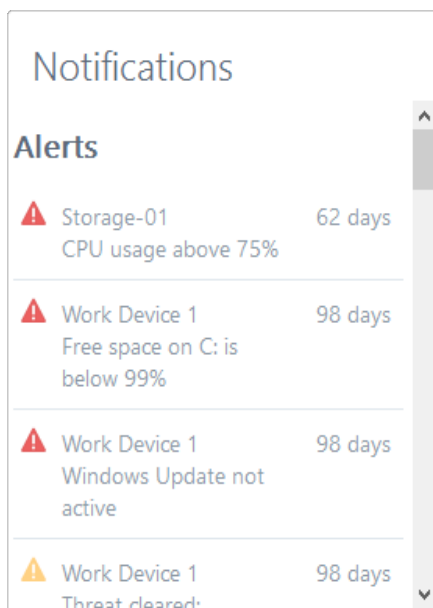 Notifications
Alerts
Storage-01 62 days
CPU usage above 75%
Work Device 1 98 days
Free space on C: is
below 99%
Work Device 1 98 days
Windows Update not
active
Work Device 1 98 days
Threat cleared: